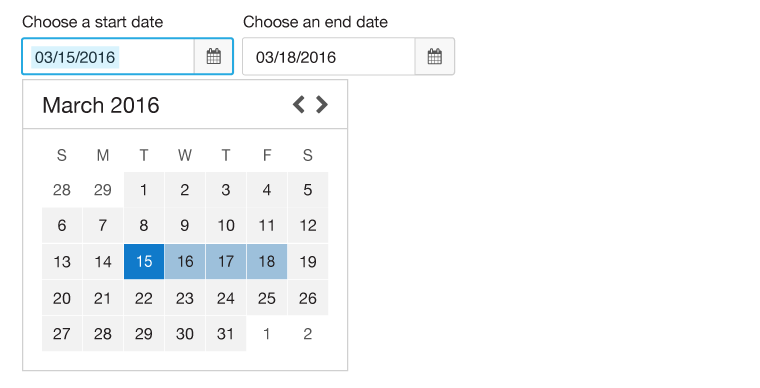 Choose a start date Choose an end date
03/15/2016 03/18/2016
March 2016
S M T W T F S
28 29 1 2 3 4 5
6 7 8 9 10 11 12
13 14 15 16 17 18 19
20 21 22 23 24 25 26
27 28 29 30 31 1 2